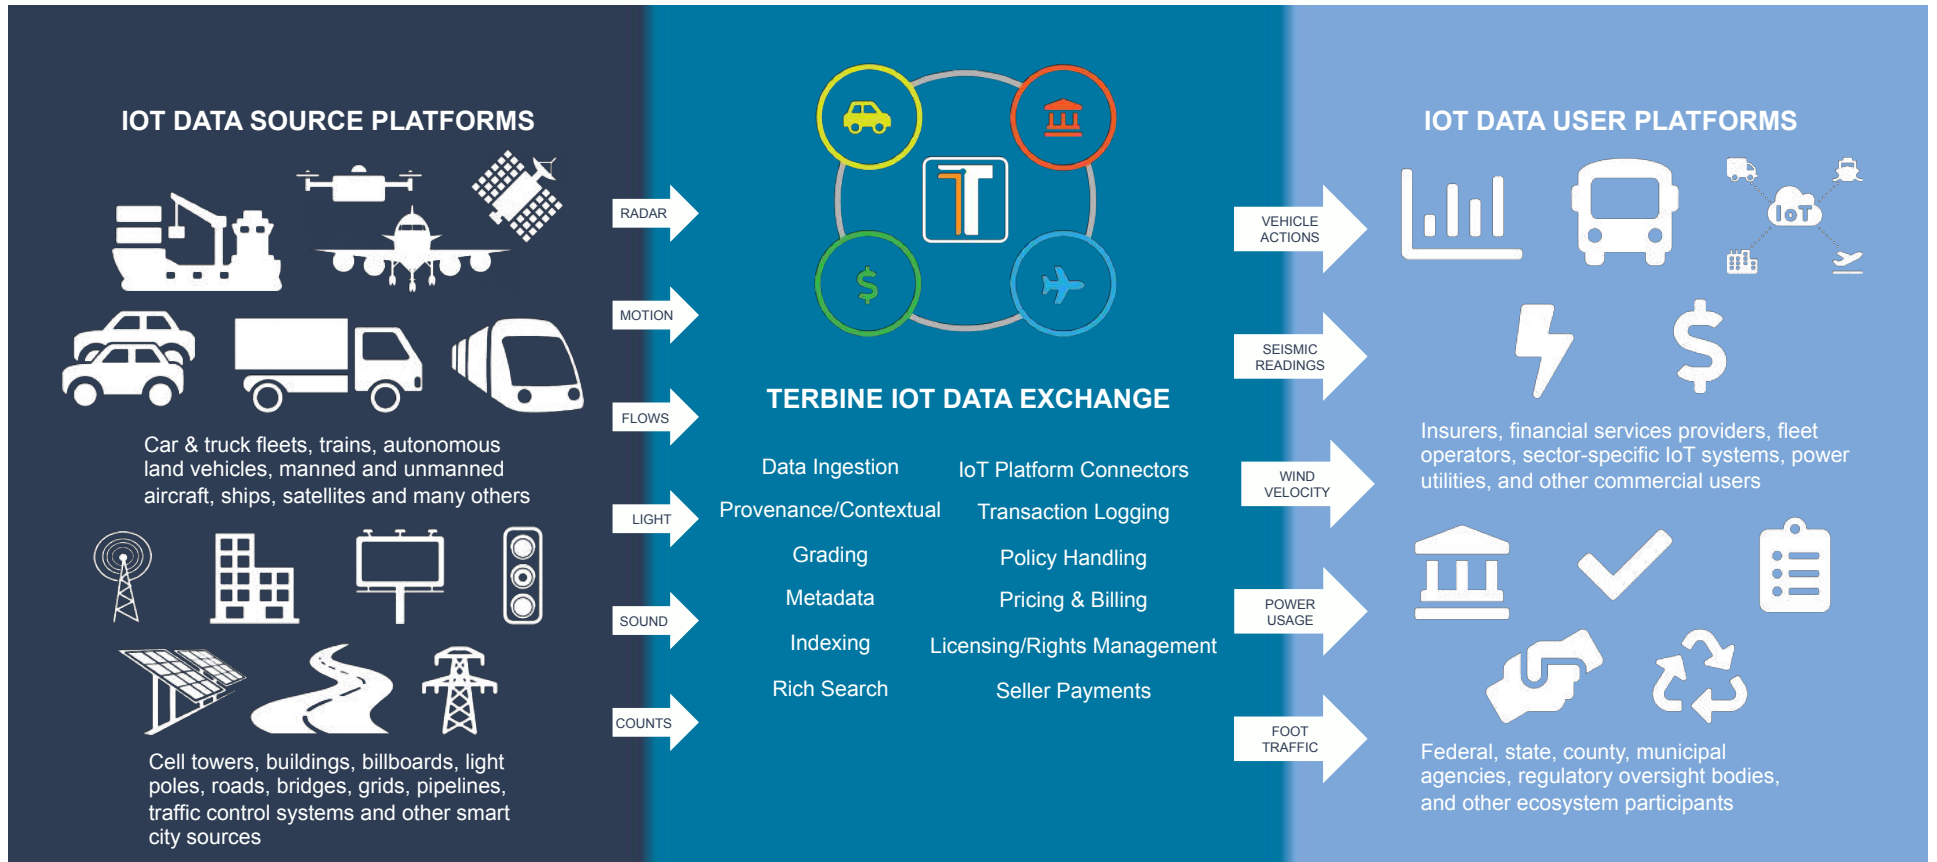 IOT DATA SOURCE PLATFORMS
Car & truck fleets, trains, autonomous
land vehicles, manned and unmanned
aircraft, ships, satellites and many others
Cell towers, buildings, billboards, light
poles, roads, bridges, grids, pipelines,
traffic control systems and other smart
city sources
RADAR
MOTION
FLOWS
LIGHT
SOUND
COUNTS
$
TERBINE IOT DATA EXCHANGE
Data Ingestion
Provenance/Contextual
Grading
Metadata
Indexing
Rich Search
IoT Platform Connectors
Transaction Logging
Policy Handling
Pricing & Billing
Licensing/Rights Management
Seller Payments
VEHICLE
ACTIONS
SEISMIC
READINGS
WIND
VELOCITY
POWER
USAGE
FOOT
TRAFFIC
IOT DATA USER PLATFORMS
IoT
$
Insurers, financial services providers, fleet
operators, sector-specific IoT systems, power
utilities, and other commercial users
Federal, state, county, municipal
agencies, regulatory oversight bodies,
and other ecosystem participants